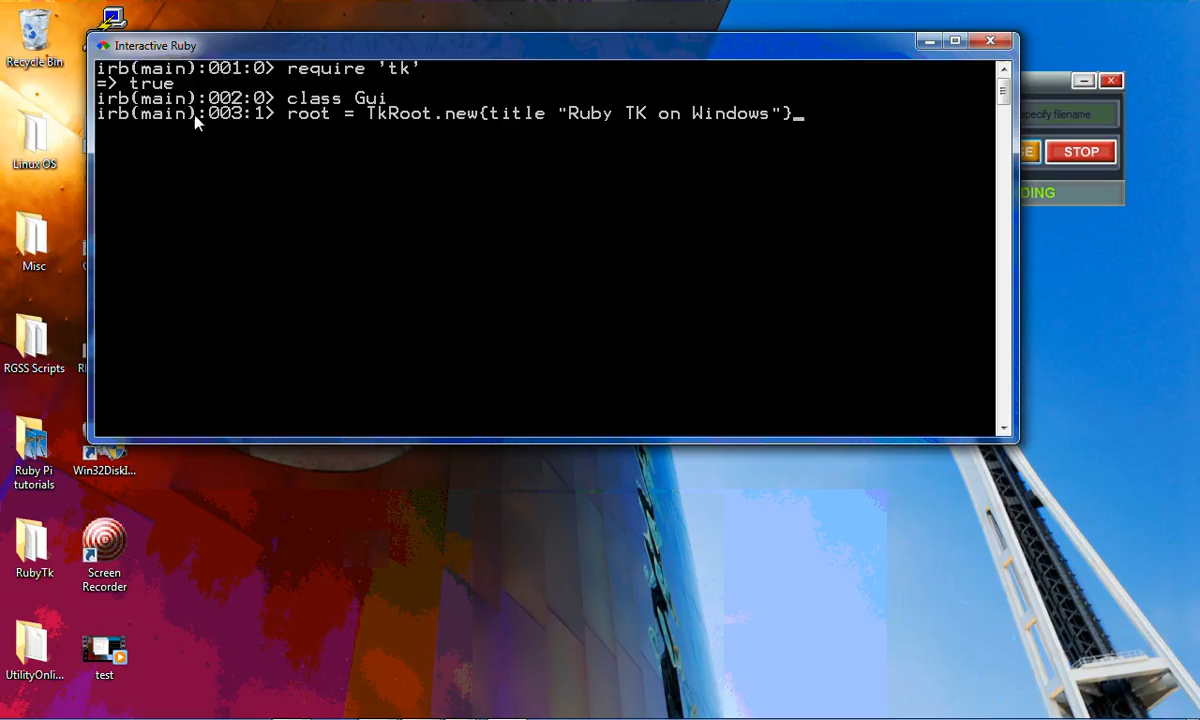 Interactive Ruby
irb(main):001:0> require 'tk'
=> true
irb(main):002:0> class Gui
irb(main):003:1> root = TkRoot.new{title "Ruby TK on Windows"}_
Recycle Bin
Linux OS
Misc
RGSS Scripts
Ruby Pi
tutorials
Win32DiskI...
RubyTk
Screen
Recorder
UtilityOnli...
test
specify filename
STOP